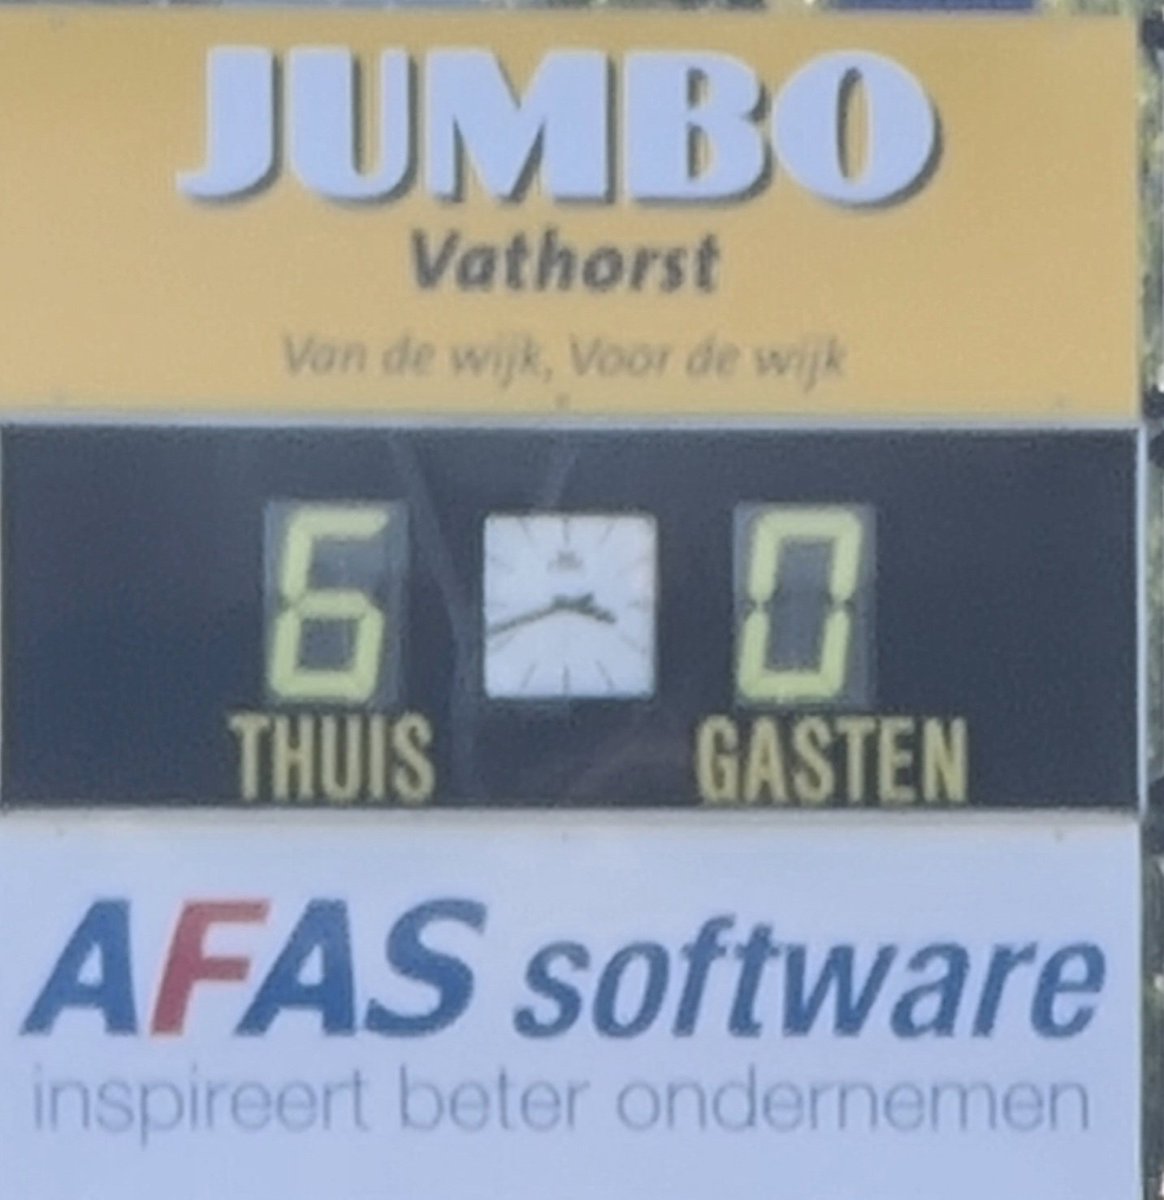 JUMBO
Vathorst
Van de wijk, Voor de wijk
6 0
THUIS GASTEN
AFAS software
inspireert beter ondernemen